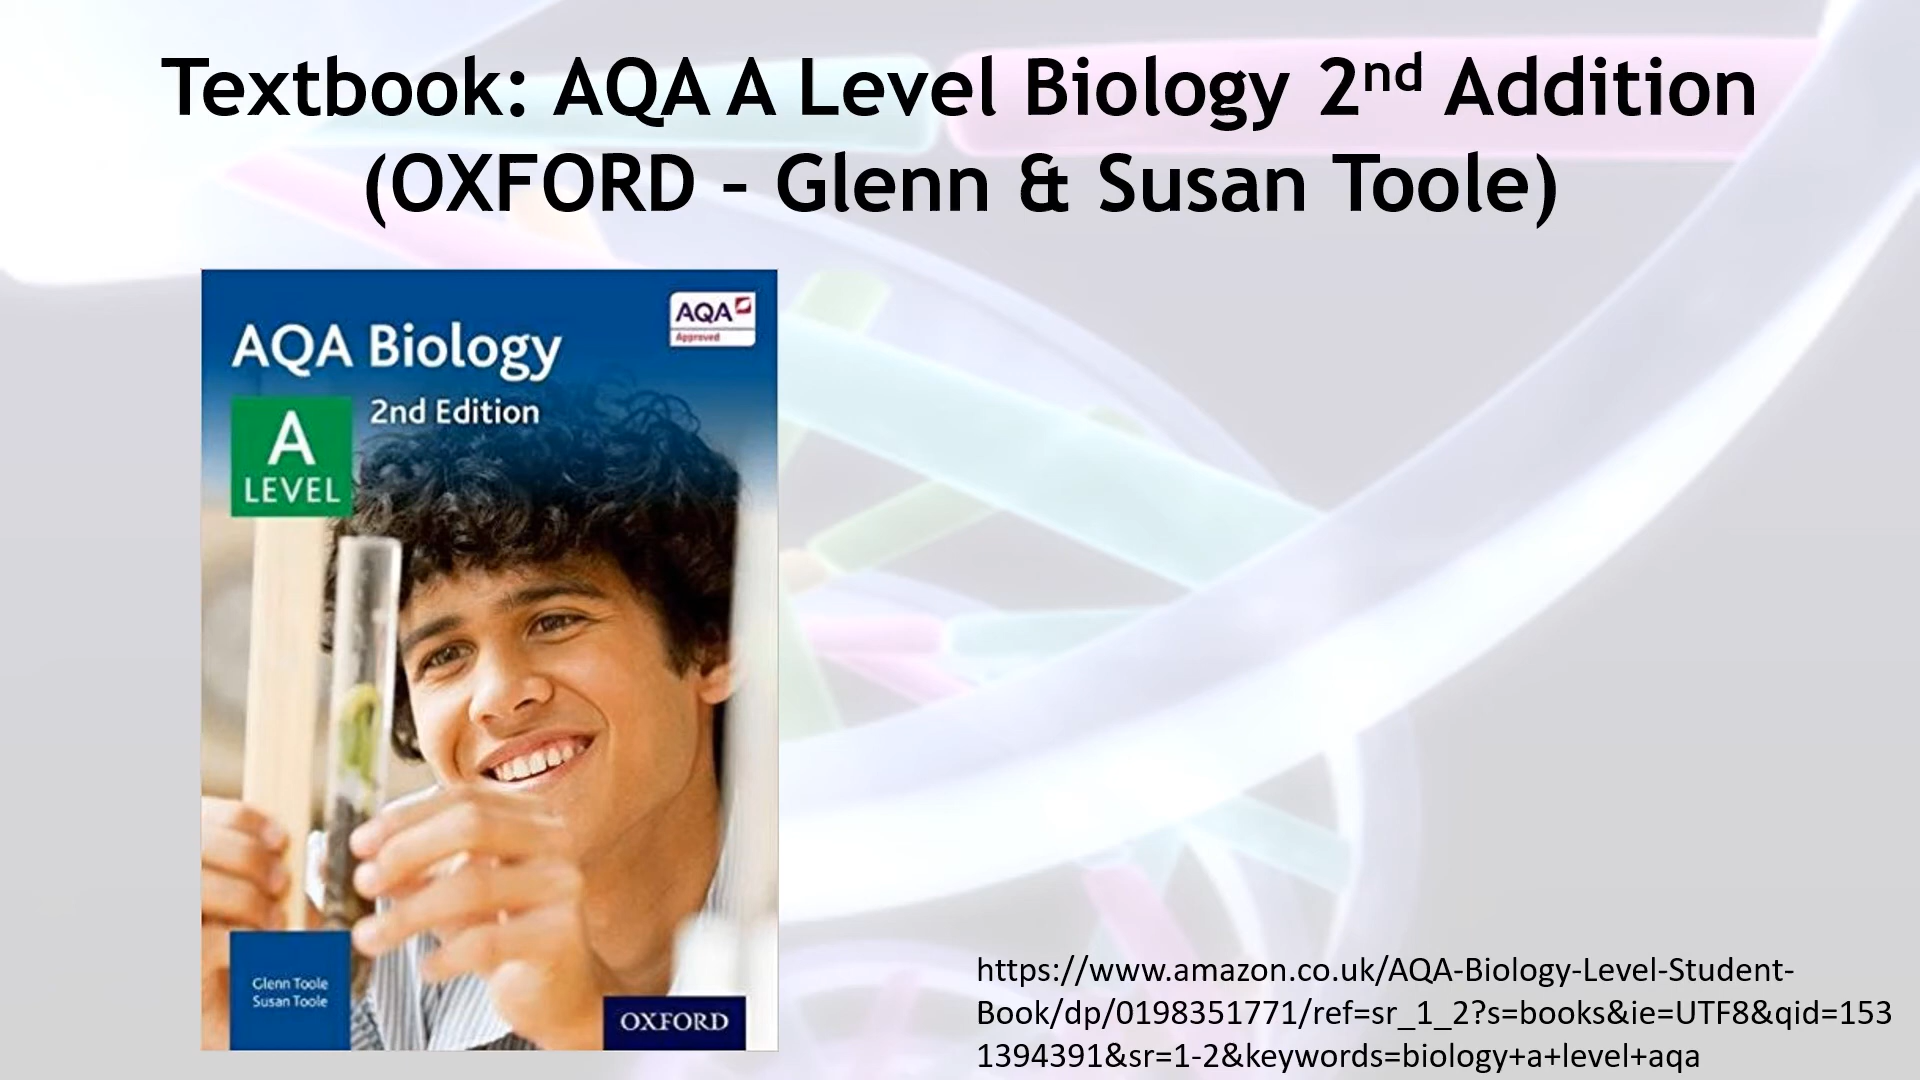 Textbook: AQA A Level Biology 2nd Addition
(OXFORD – Glenn & Susan Toole)
AQA
Approved
AQA Biology
2nd Edition
A
LEVEL
Glenn Toole
Susan Toole
OXFORD
https://www.amazon.co.uk/AQA-Biology-Level-Student-
Book/dp/0198351771/ref=sr_1_2?s=books&ie=UTF8&qid=153
1394391&sr=1-2&keywords=biology+a+level+aqa